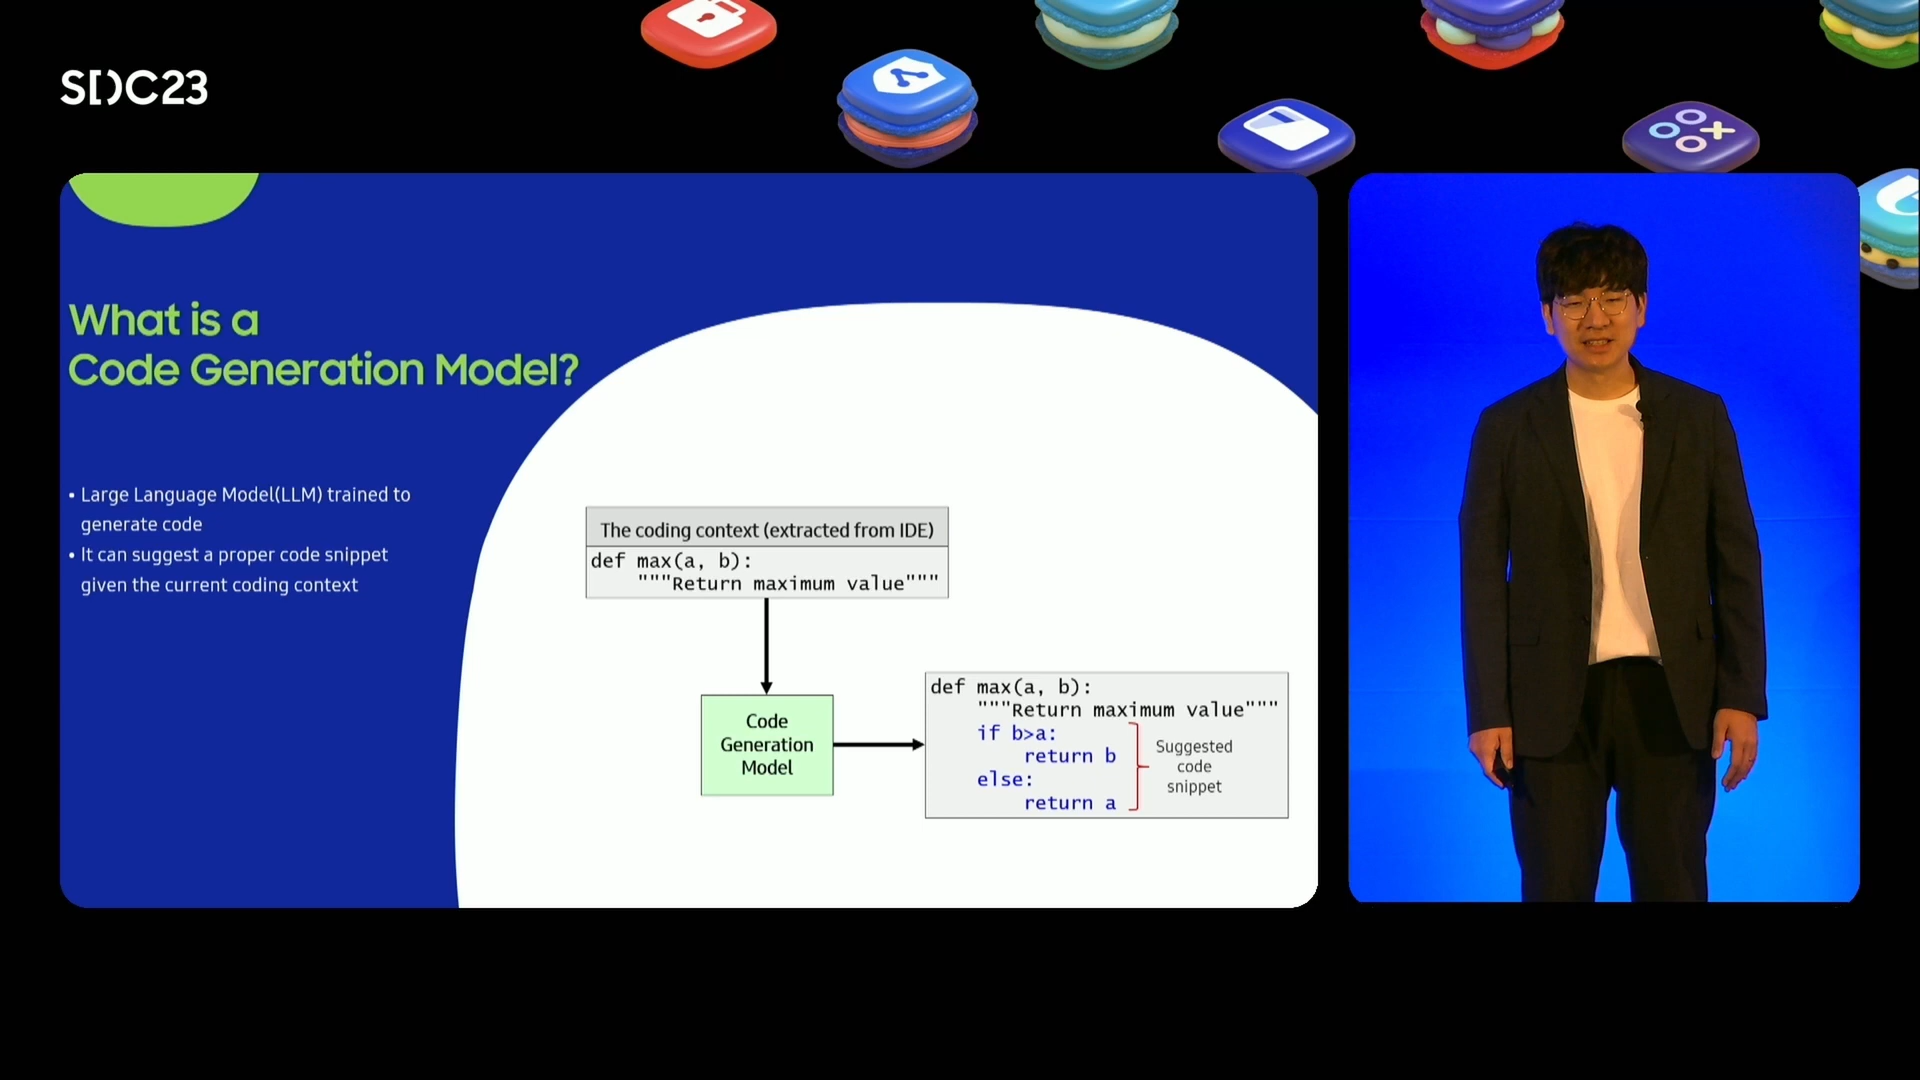 SDC23
What is a
Code Generation Model?
• Large Language Model(LLM) trained to
generate code
• It can suggest a proper code snippet
given the current coding context
The coding context (extracted from IDE)
def max(a, b):
    """Return maximum value"""
Code
Generation
Model
def max(a, b):
    """Return maximum value"""
    if b>a:
        return b
    else:
        return a
Suggested
code
snippet